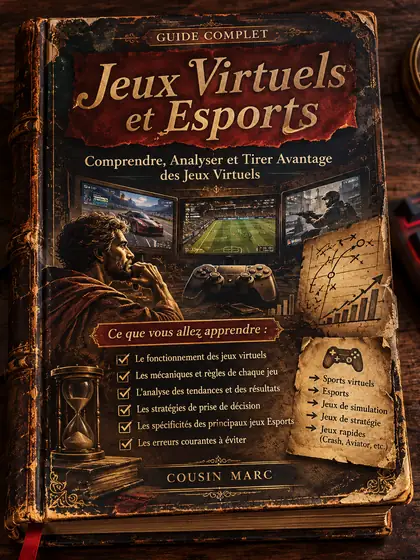 GUIDE COMPLET
Jeux Virtuels
et Esports
Comprendre, Analyser et Tirer Avantage
des Jeux Virtuels
Ce que vous allez apprendre :
Le fonctionnement des jeux virtuels
Les mécaniques et règles de chaque jeu
L'analyse des tendances et des résultats
Les stratégies de prise de décision
Les spécificités des principaux jeux Esports
Les erreurs courantes à éviter
→ Sports virtuels
→ Esports
→ Jeux de simulation
→ Jeux de stratégie
→ Jeux rapides
(Crash, Aviator, etc.)
COUSIN MARC